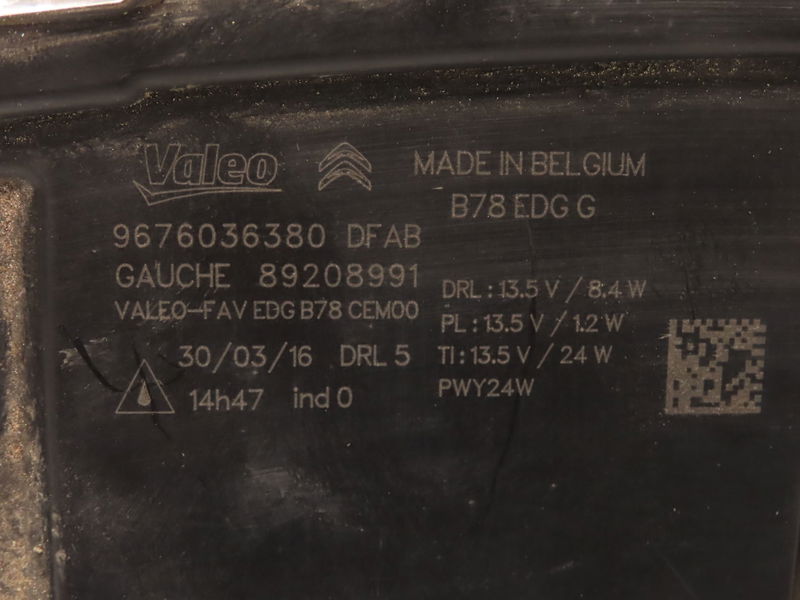 Valeo MADE IN BELGIUM
B78 EDG G
9676036380 DFAB
GAUCHE 89208991
VALEO-FAV EDG B78 CEM00
30/03/16 DRL 5
14h47 ind 0
DRL : 13.5 V / 8.4 W
PL : 13.5 V / 1.2 W
TI : 13.5 V / 24 W
PWY24W